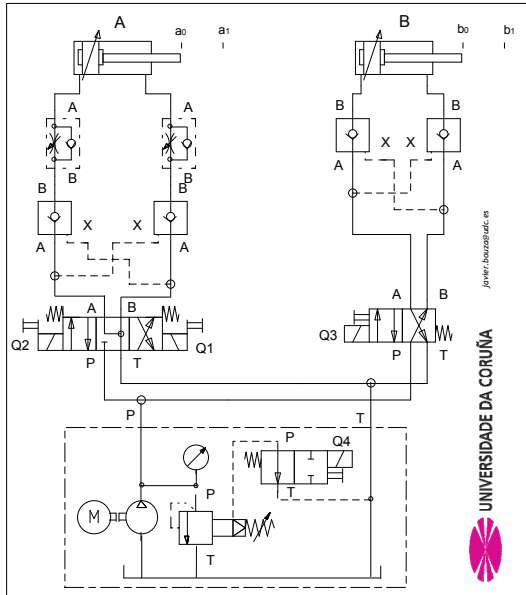 A
a0 a1
B
b0 b1
A A
B B
B B
X X
A A
B B
X X
A A
A B
Q2 Q1
P T
A B
Q3
P T
P
T
P Q4
T
M
P
T
javier.bouza@udc.es
UNIVERSIDADE DA CORUÑA